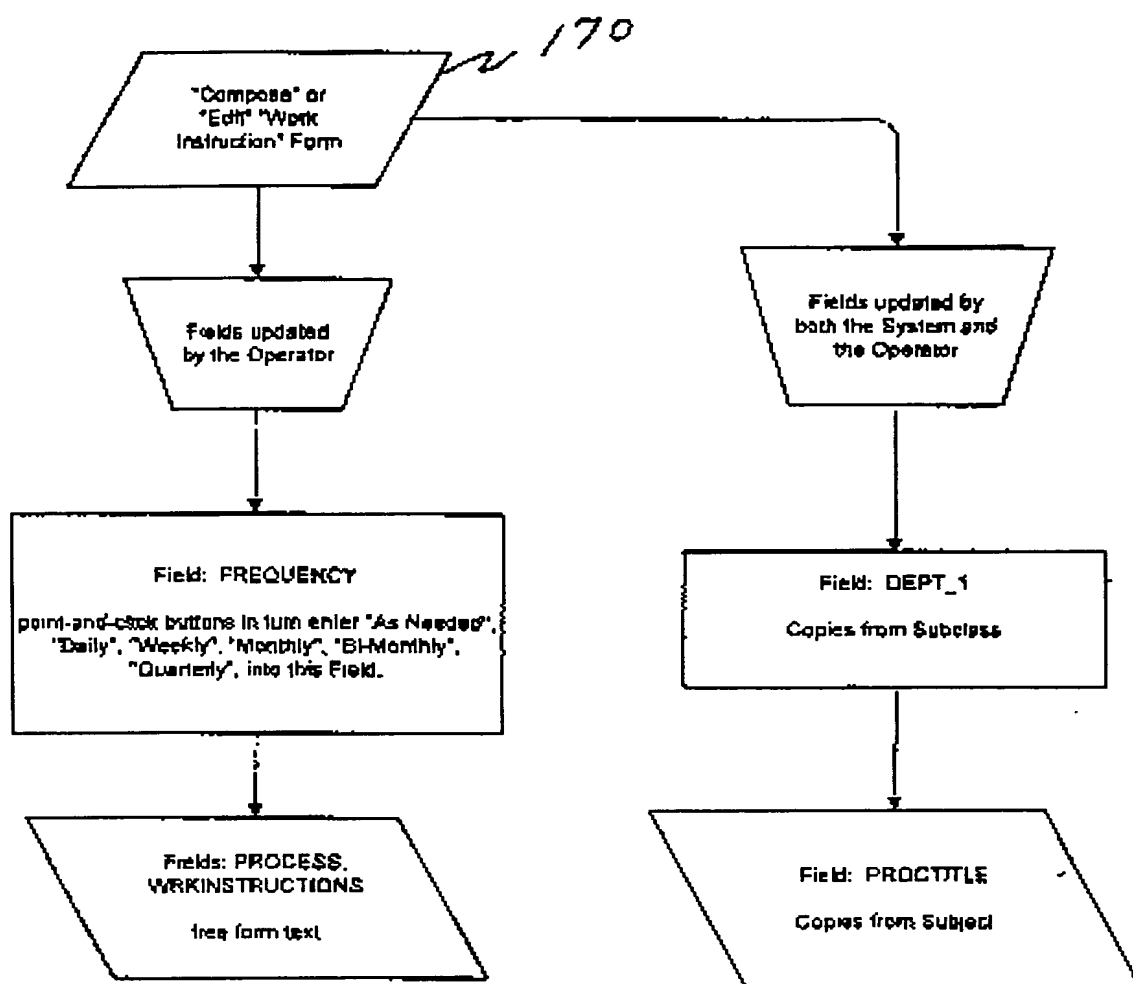 170
"Compose" or
"Edit" "Work
Instruction" Form
Fields updated
by the Operator
Fields updated by
both the System and
the Operator
Field: FREQUENCY
point-and-click buttons in turn enter "As Needed",
"Daily", "Weekly", "Monthly", "Bi-Monthly",
"Quarterly", into this Field.
Field: DEPT_1
Copies from Subclass
Fields: PROCESS,
WRKINSTRUCTIONS
free form text
Field: PROCTITLE
Copies from Subject